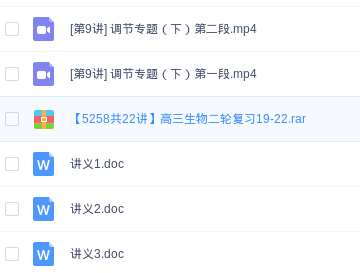 [第9讲] 调节专题（下）第二段.mp4
[第9讲] 调节专题（下）第一段.mp4
【5258共22讲】高三生物二轮复习19-22.rar
W 讲义1.doc
W 讲义2.doc
W 讲义3.doc